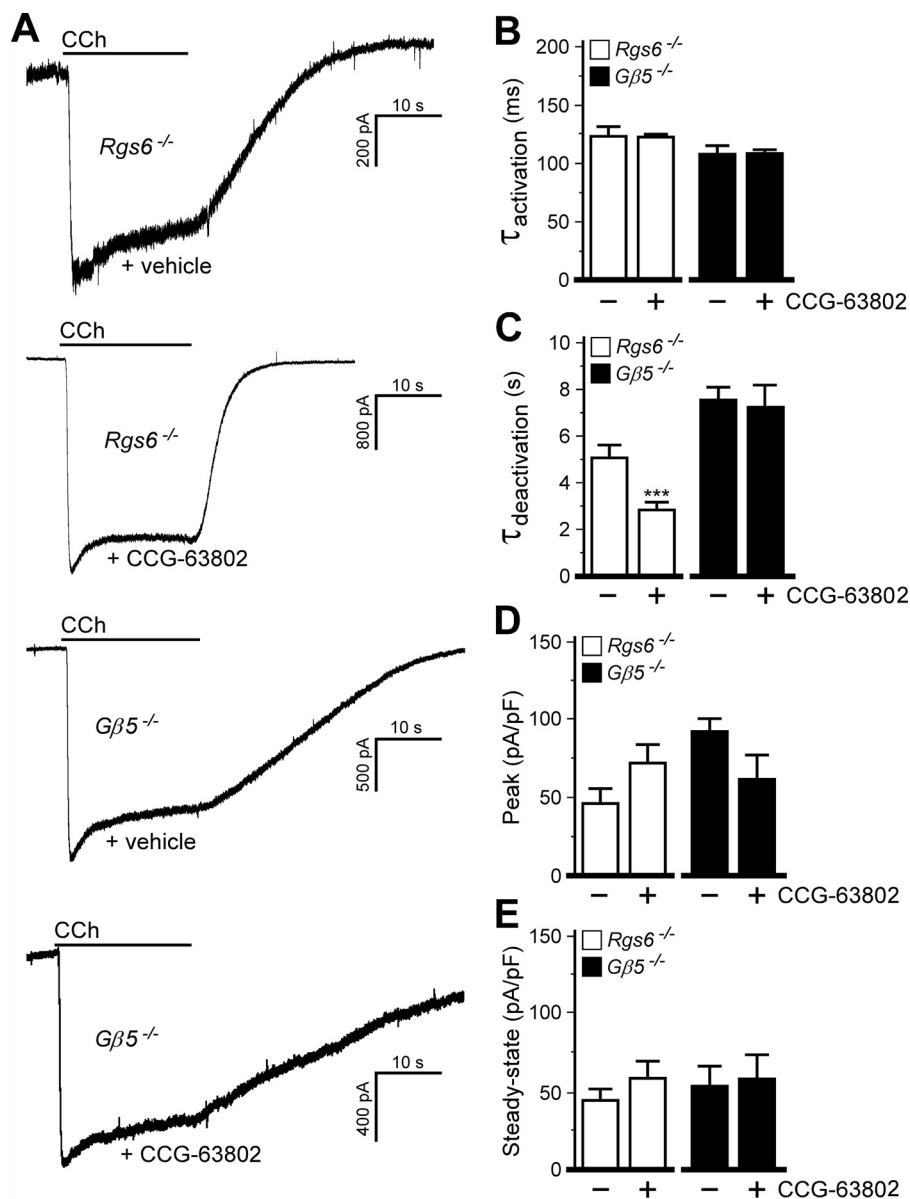 A
CCh
Rgs6 -/-
+ vehicle
10 s
200 pA
CCh
Rgs6 -/-
+ CCG-63802
10 s
800 pA
CCh
Gβ5 -/-
+ vehicle
10 s
500 pA
CCh
Gβ5 -/-
+ CCG-63802
10 s
400 pA
B
Rgs6 -/-
Gβ5 -/-
τactivation (ms)
200
150
100
50
0
− + − + CCG-63802
C
Rgs6 -/-
Gβ5 -/-
τdeactivation (s)
10
8
6
4
2
0
***
− + − + CCG-63802
D
Rgs6 -/-
Gβ5 -/-
Peak (pA/pF)
150
100
50
0
− + − + CCG-63802
E
Rgs6 -/-
Gβ5 -/-
Steady-state (pA/pF)
150
100
50
0
− + − + CCG-63802